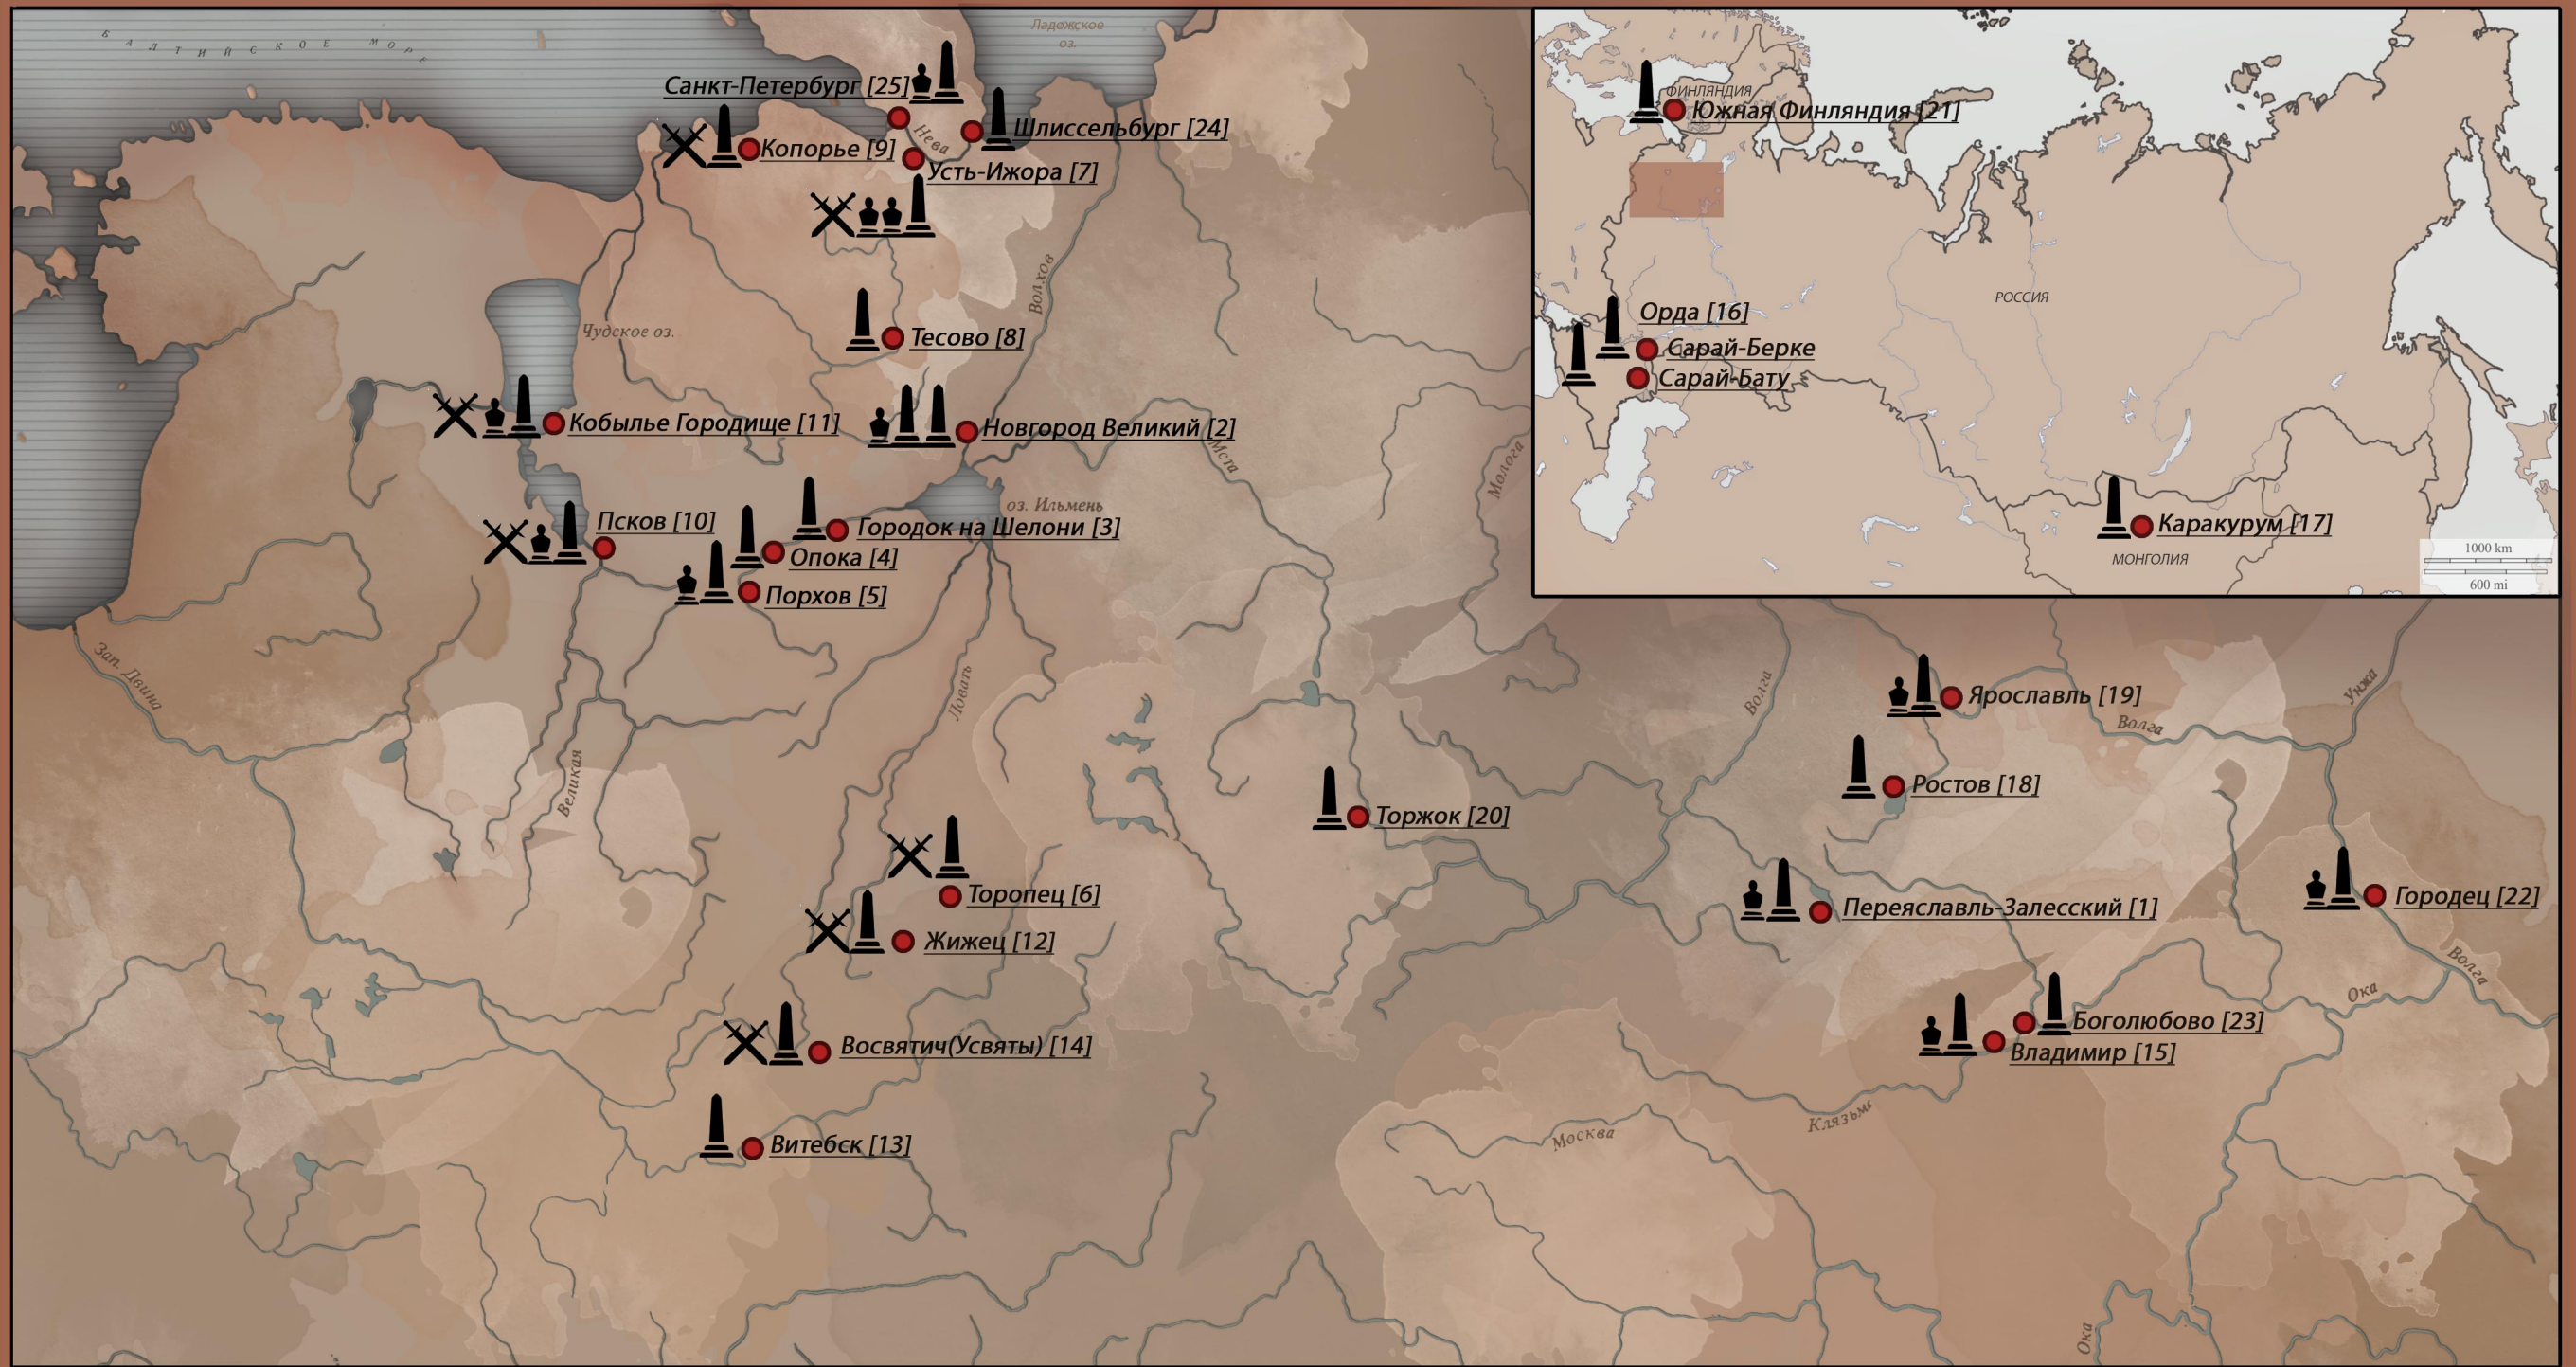 БАЛТИЙСКОЕ МОРЕ
Ладожское
оз.
Санкт-Петербург [25]
Шлиссельбург [24]
Нева
Копорье [9]
Усть-Ижора [7]
Волхов
Чудское оз.
Тесово [8]
Кобылье Городище [11]
Новгород Великий [2]
Мста
Молога
оз. Ильмень
Псков [10]
Городок на Шелони [3]
Опока [4]
Порхов [5]
Зап. Двина
Ловать
Великая
Торопец [6]
Жижец [12]
Восвятич(Усвяты) [14]
Витебск [13]
Торжок [20]
ФИНЛЯНДИЯ
Южная Финляндия [21]
РОССИЯ
Орда [16]
Сарай-Берке
Сарай-Бату
Каракурум [17]
МОНГОЛИЯ
1000 km
600 mi
Волги
Ярославль [19]
Волга
Унжа
Ростов [18]
Переяславль-Залесский [1]
Городец [22]
Волга
Ока
Боголюбово [23]
Владимир [15]
Клязьм
Москва
Ока